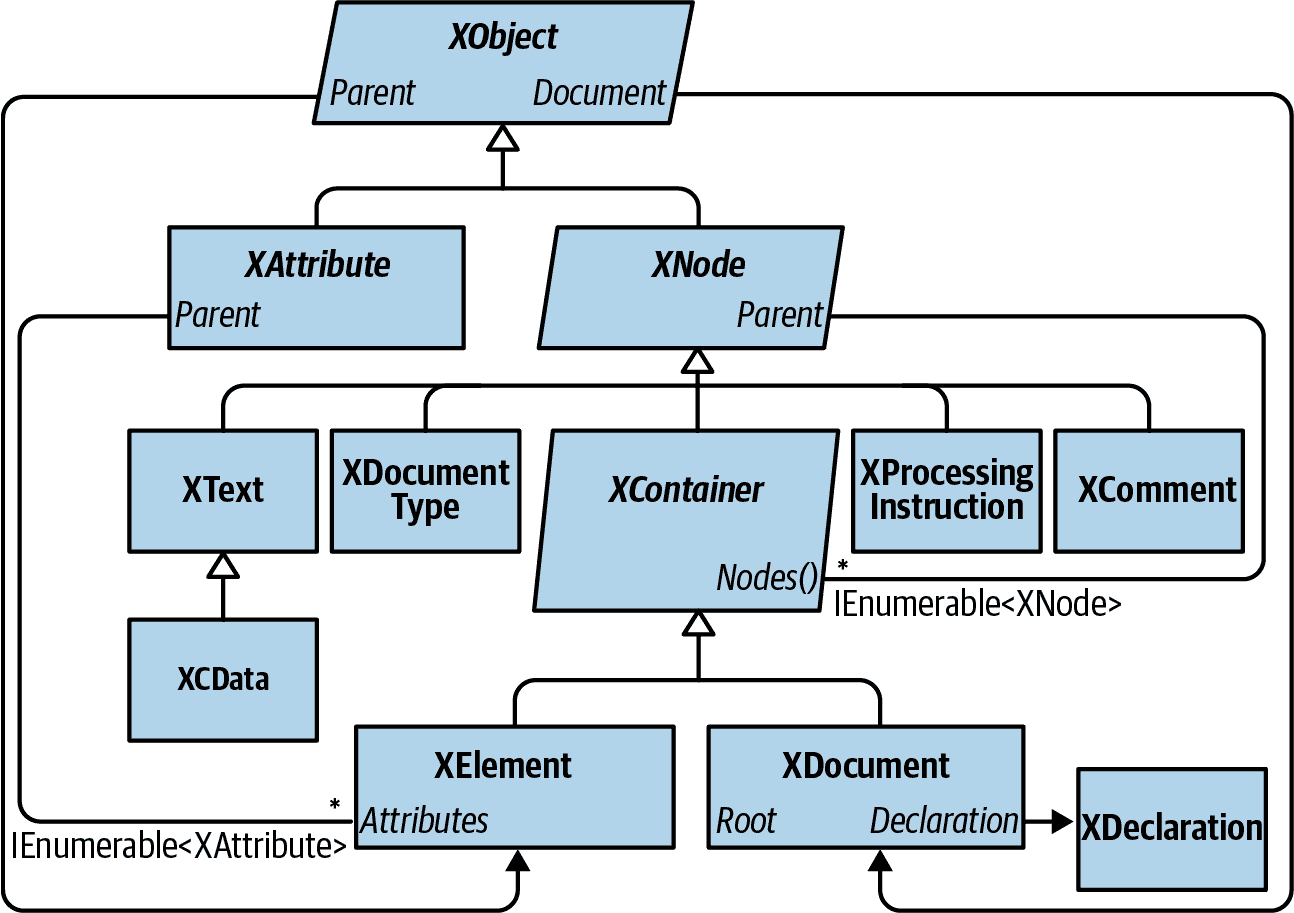 XObject
Parent
Document
XAttribute
Parent
XNode
Parent
XText
XDocument
Type
XContainer
Nodes()
XProcessing
Instruction
XComment
*
IEnumerable<XNode>
XCData
XElement
Attributes
*
IEnumerable<XAttribute>
XDocument
Root
Declaration
XDeclaration